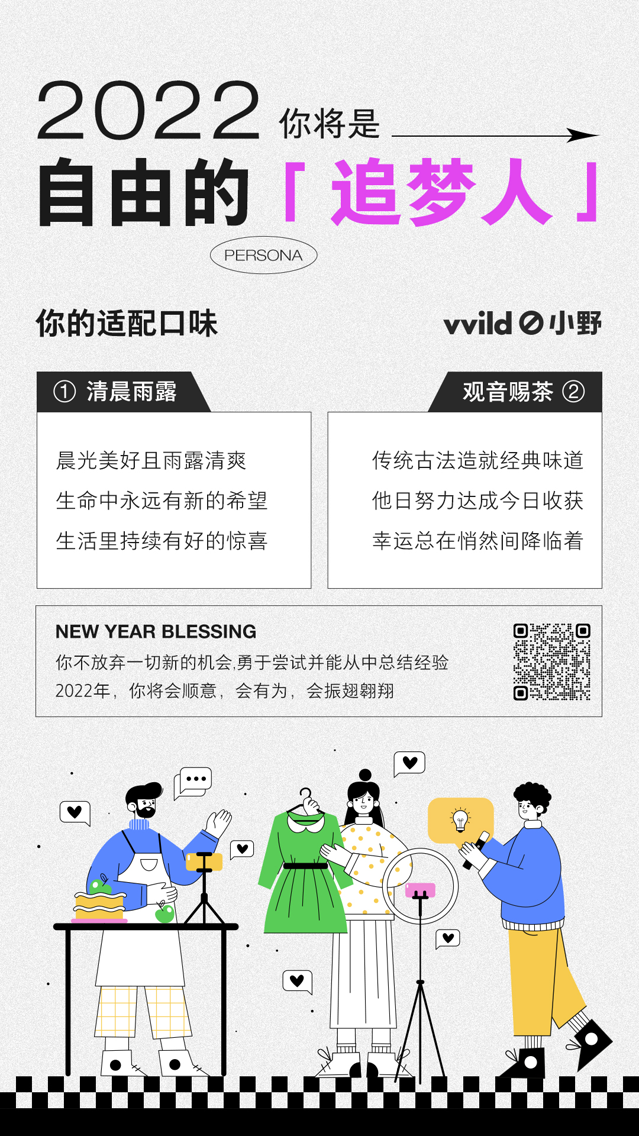 2022 你将是
自由的「追梦人」
PERSONA
你的适配口味
vvild 小野
① 清晨雨露
晨光美好且雨露清爽
生命中永远有新的希望
生活里持续有好的惊喜
观音赐茶 ②
传统古法造就经典味道
他日努力达成今日收获
幸运总在悄然间降临着
NEW YEAR BLESSING
你不放弃一切新的机会,勇于尝试并能从中总结经验
2022年，你将会顺意，会有为，会振翅翱翔